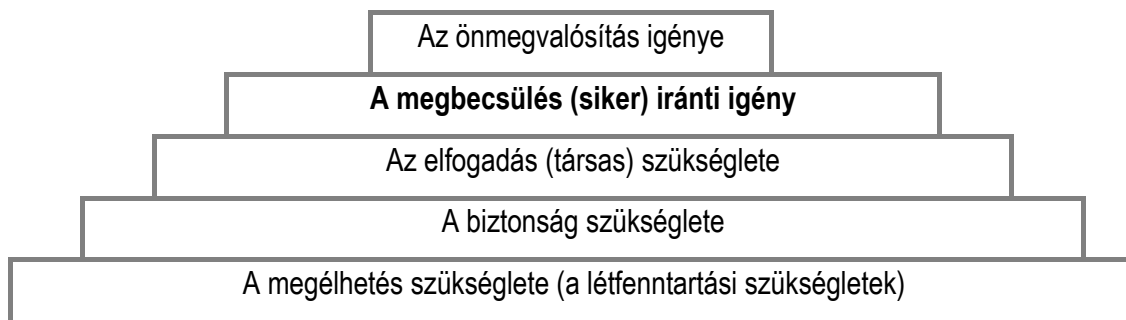 Az önmegvalósítás igénye
A megbecsülés (siker) iránti igény
Az elfogadás (társas) szükséglete
A biztonság szükséglete
A megélhetés szükséglete (a létfenntartási szükségletek)